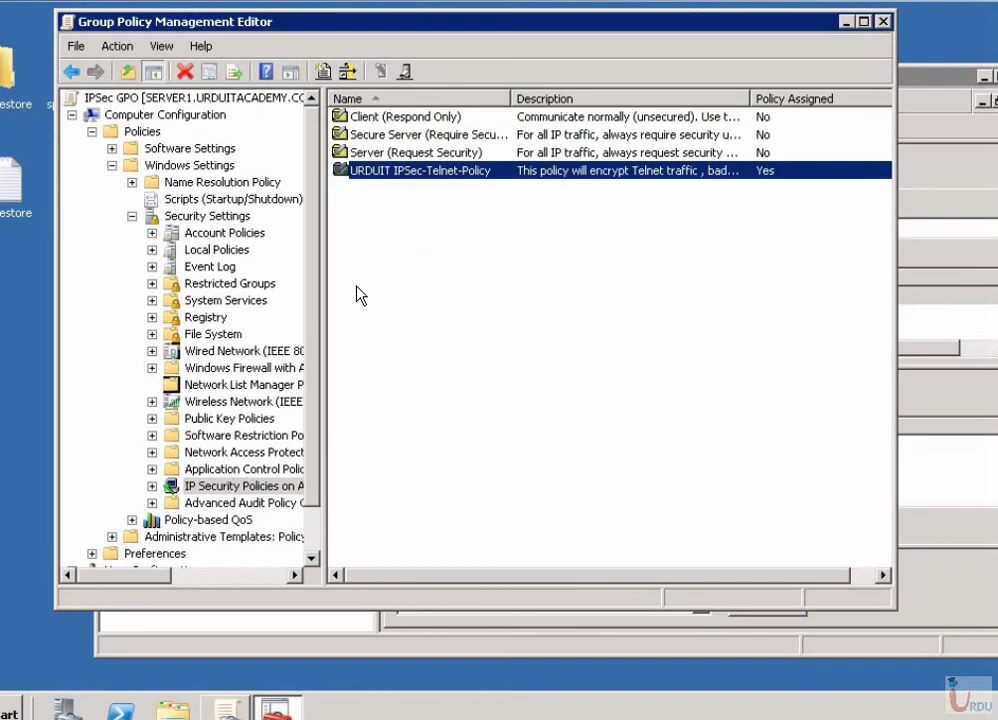 Group Policy Management Editor
File Action View Help
estore
estore
IPSec GPO [SERVER1.URDUITACADEMY.CC
Computer Configuration
Policies
Software Settings
Windows Settings
Name Resolution Policy
Scripts (Startup/Shutdown)
Security Settings
Account Policies
Local Policies
Event Log
Restricted Groups
System Services
Registry
File System
Wired Network (IEEE 80
Windows Firewall with A
Network List Manager P
Wireless Network (IEEE
Public Key Policies
Software Restriction Po
Network Access Protect
Application Control Polic
IP Security Policies on A
Advanced Audit Policy C
Policy-based QoS
Administrative Templates: Policy
Preferences
Name Description Policy Assigned
Client (Respond Only) Communicate normally (unsecured). Use t... No
Secure Server (Require Secu... For all IP traffic, always require security u... No
Server (Request Security) For all IP traffic, always request security ... No
URDUIT IPSec-Telnet-Policy This policy will encrypt Telnet traffic , bad... Yes
art
URDU